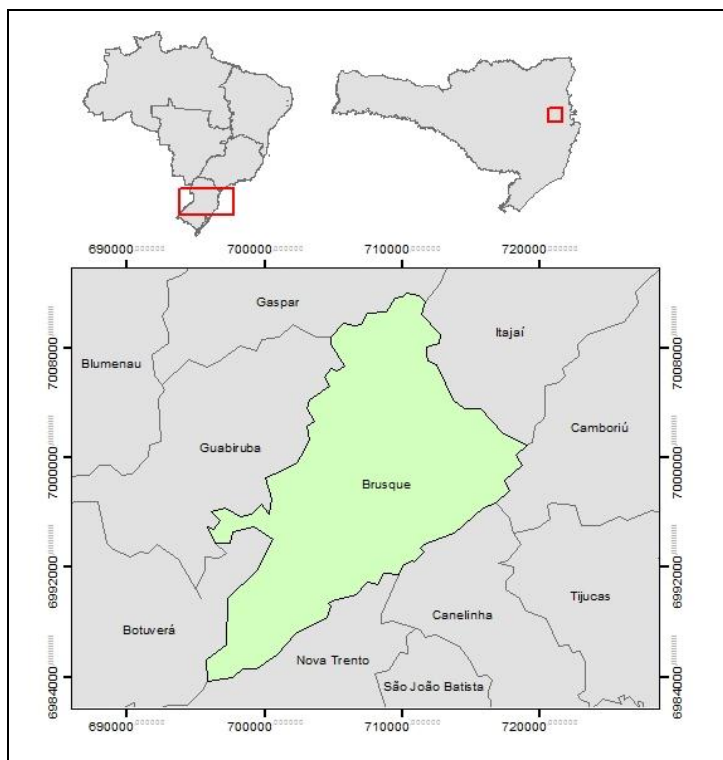 690000
700000
710000
720000
Gaspar
Itajaí
7008000
7008000
Blumenau
Camboriú
Guabiruba
7000000
7000000
Brusque
6992000
6992000
Tijucas
Canelinha
Botuverá
Nova Trento
São João Batista
6984000
6984000
690000
700000
710000
720000